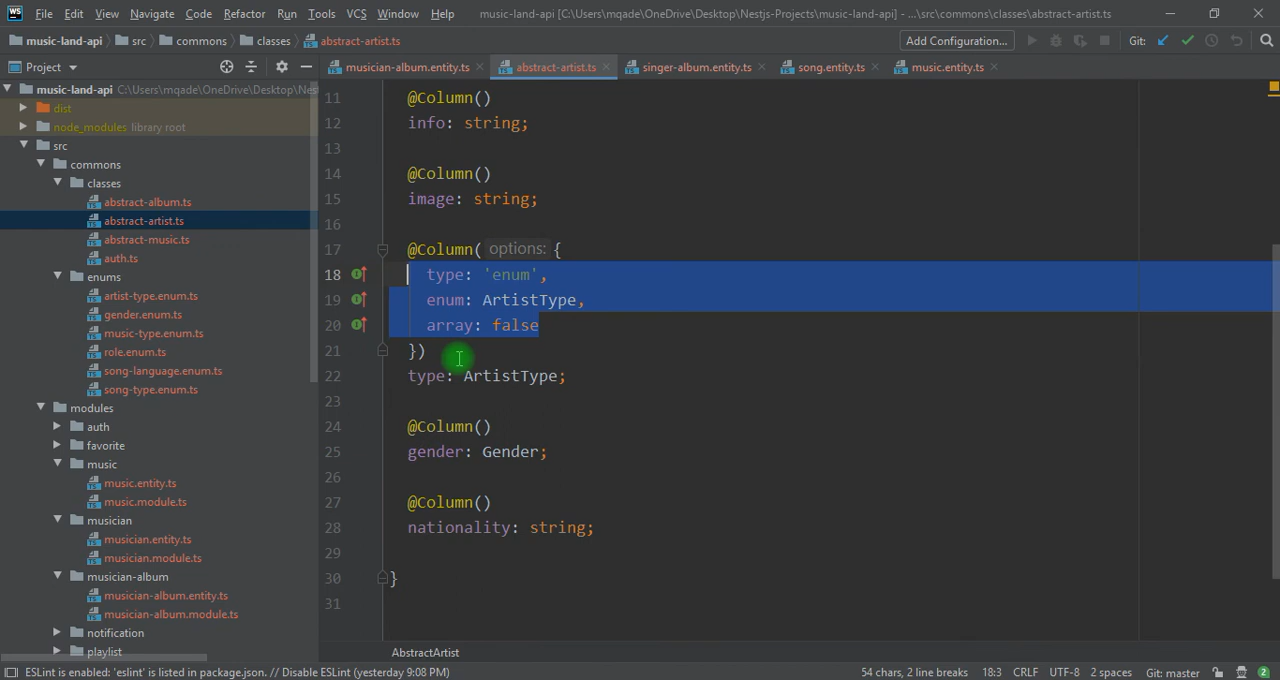 WS File Edit View Navigate Code Refactor Run Tools VCS Window Help music-land-api [C:\Users\mqade\OneDrive\Desktop\Nestjs-Projects\music-land-api] - ...\src\commons\classes\abstract-artist.ts
music-land-api src commons classes abstract-artist.ts Add Configuration... Git:
Project musician-album.entity.ts abstract-artist.ts singer-album.entity.ts song.entity.ts music.entity.ts
music-land-api C:\Users\mqade\OneDrive\Desktop\Nest
dist
node_modules library root
src
commons
classes
abstract-album.ts
abstract-artist.ts
abstract-music.ts
auth.ts
enums
artist-type.enum.ts
gender.enum.ts
music-type.enum.ts
role.enum.ts
song-language.enum.ts
song-type.enum.ts
modules
auth
favorite
music
music.entity.ts
music.module.ts
musician
musician.entity.ts
musician.module.ts
musician-album
musician-album.entity.ts
musician-album.module.ts
notification
playlist
11 @Column()
12 info: string;
13
14 @Column()
15 image: string;
16
17 @Column( options: {
18 type: 'enum',
19 enum: ArtistType,
20 array: false
21 })
22 type: ArtistType;
23
24 @Column()
25 gender: Gender;
26
27 @Column()
28 nationality: string;
29
30 }
31
AbstractArtist
ESLint is enabled: 'eslint' is listed in package.json. // Disable ESLint (yesterday 9:08 PM) 54 chars, 2 line breaks 18:3 CRLF UTF-8 2 spaces Git: master 2